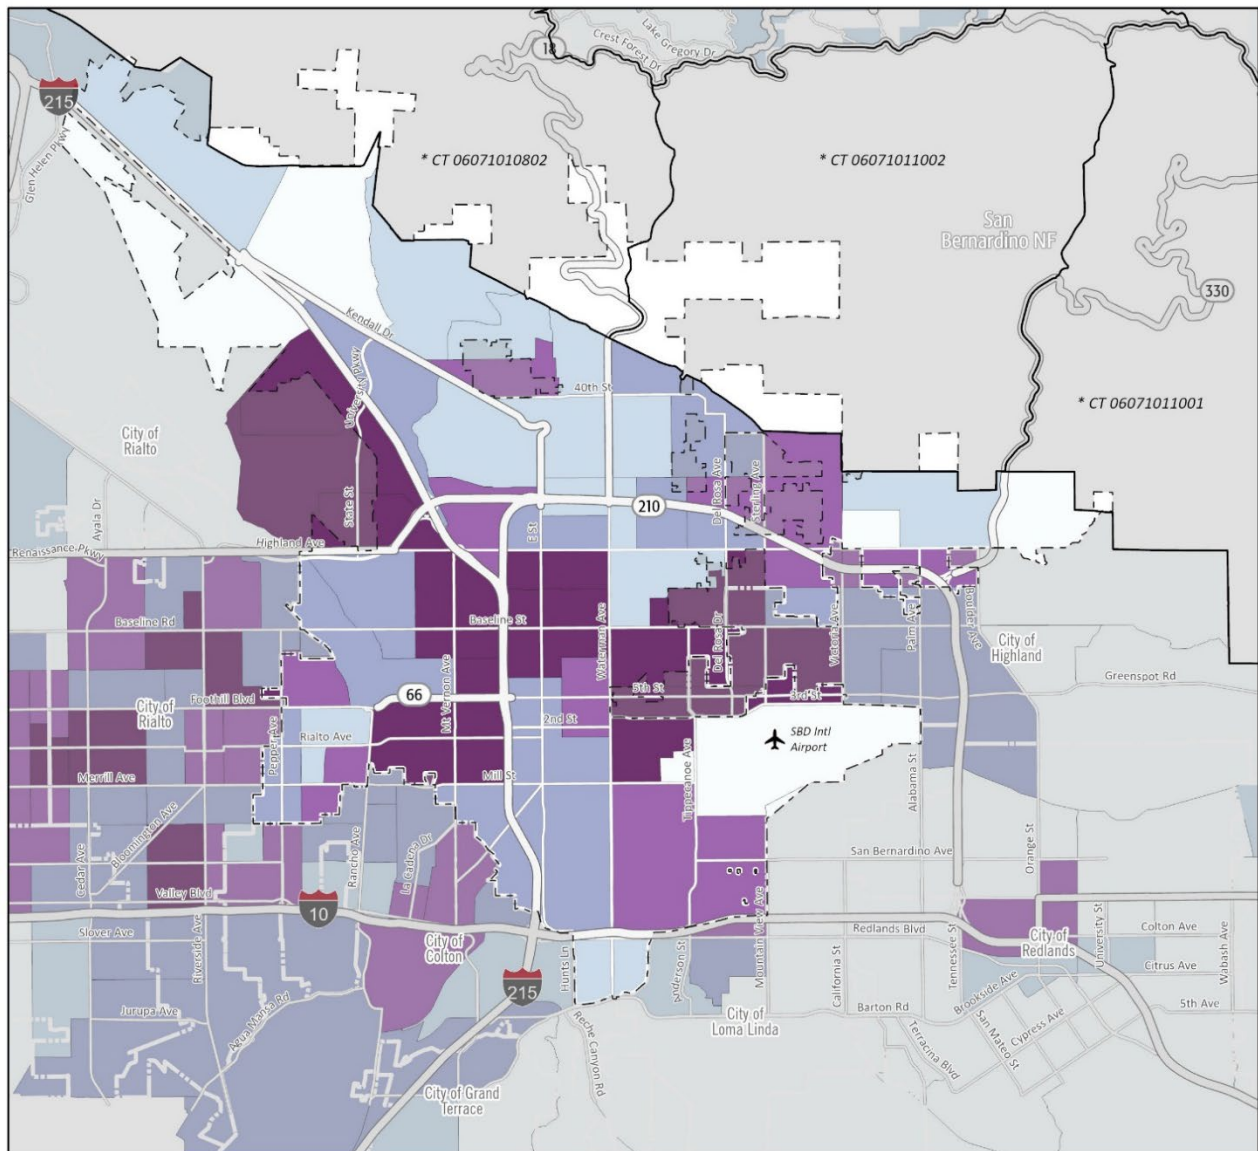 18
Crest Forest Dr
Lake Gregory Dr
215
Glen Helen Pkwy
* CT 06071010802
* CT 06071011002
San
Bernardino NF
330
Kendall Dr
University Pkwy
40th St
* CT 06071011001
City of
Rialto
Ayala Dr
State St
Del Rosa Ave
Sterling Ave
210
E St
Highland Ave
Renaissance Pkwy
Baseline Rd
Baseline St
Waterman Ave
Del Rosa Dr
Victoria Ave
Palm Ave
Boulder Ave
City of
Highland
Greenspot Rd
City of
Rialto
Foothill Blvd
66
Mt Vernon Ave
5th St
3rd St
2nd St
Rialto Ave
Pepper Ave
SBD Intl
Airport
Merrill Ave
Mill St
Tippecanoe Ave
Alabama St
Bloomington Ave
Cedar Ave
Rancho Ave
La Cadena Dr
San Bernardino Ave
Orange St
Valley Blvd
10
Mountain View Ave
Slover Ave
Riverside Ave
City of
Colton
Redlands Blvd
City of
Redlands
University St
Colton Ave
Wabash Ave
Tennessee St
Citrus Ave
215
Hunts Ln
Anderson St
California St
Brookside Ave
5th Ave
Jurupa Ave
Agua Mansa Rd
City of
Loma Linda
Barton Rd
San Mateo St
Cypress Ave
Terracina Blvd
Reche Canyon Rd
City of Grand
Terrace